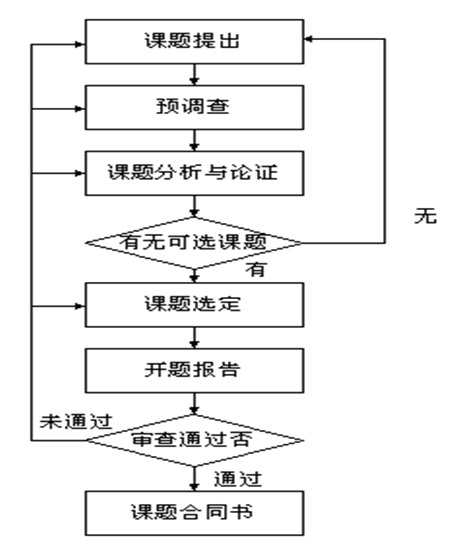 课题提出
预调查
课题分析与论证
无
有无可选课题
有
课题选定
开题报告
未通过
审查通过否
通过
课题合同书